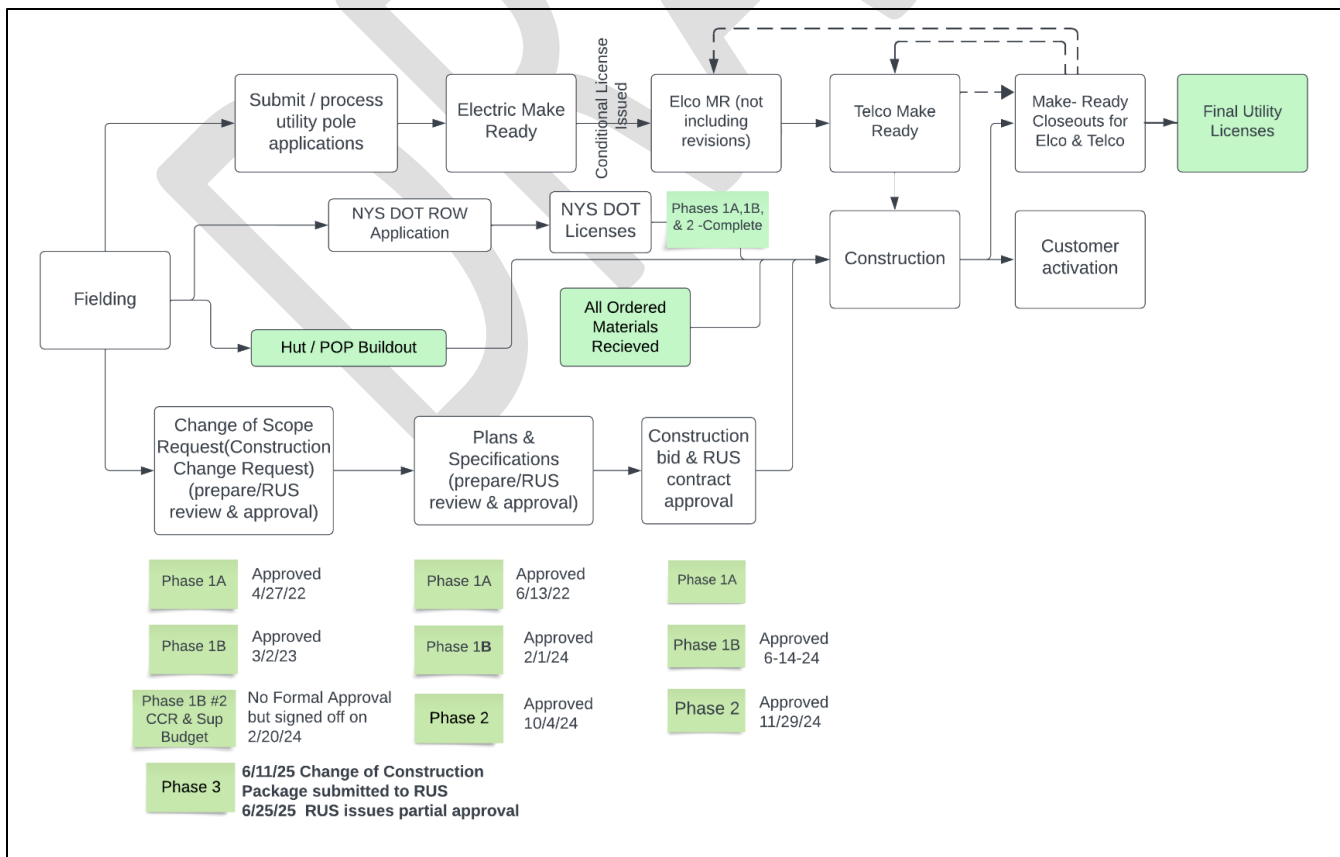 Submit / process
utility pole
applications
Electric Make
Ready
Conditional License
Issued
Elco MR (not
including
revisions)
Telco Make
Ready
Make- Ready
Closeouts for
Elco & Telco
Final Utility
Licenses
NYS DOT ROW
Application
NYS DOT
Licenses
Phases 1A,1B,
& 2 -Complete
Fielding
Construction
Customer
activation
Hut / POP Buildout
All Ordered
Materials
Recieved
Change of Scope
Request(Construction
Change Request)
(prepare/RUS
review & approval)
Plans &
Specifications
(prepare/RUS
review & approval)
Construction
bid & RUS
contract
approval
Phase 1A
Approved
4/27/22
Phase 1A
Approved
6/13/22
Phase 1A
Phase 1B
Approved
3/2/23
Phase 1B
Approved
2/1/24
Phase 1B
Approved
6-14-24
Phase 1B #2
CCR & Sup
Budget
No Formal Approval
but signed off on
2/20/24
Phase 2
Approved
10/4/24
Phase 2
Approved
11/29/24
Phase 3
6/11/25 Change of Construction
Package submitted to RUS
6/25/25 RUS issues partial approval